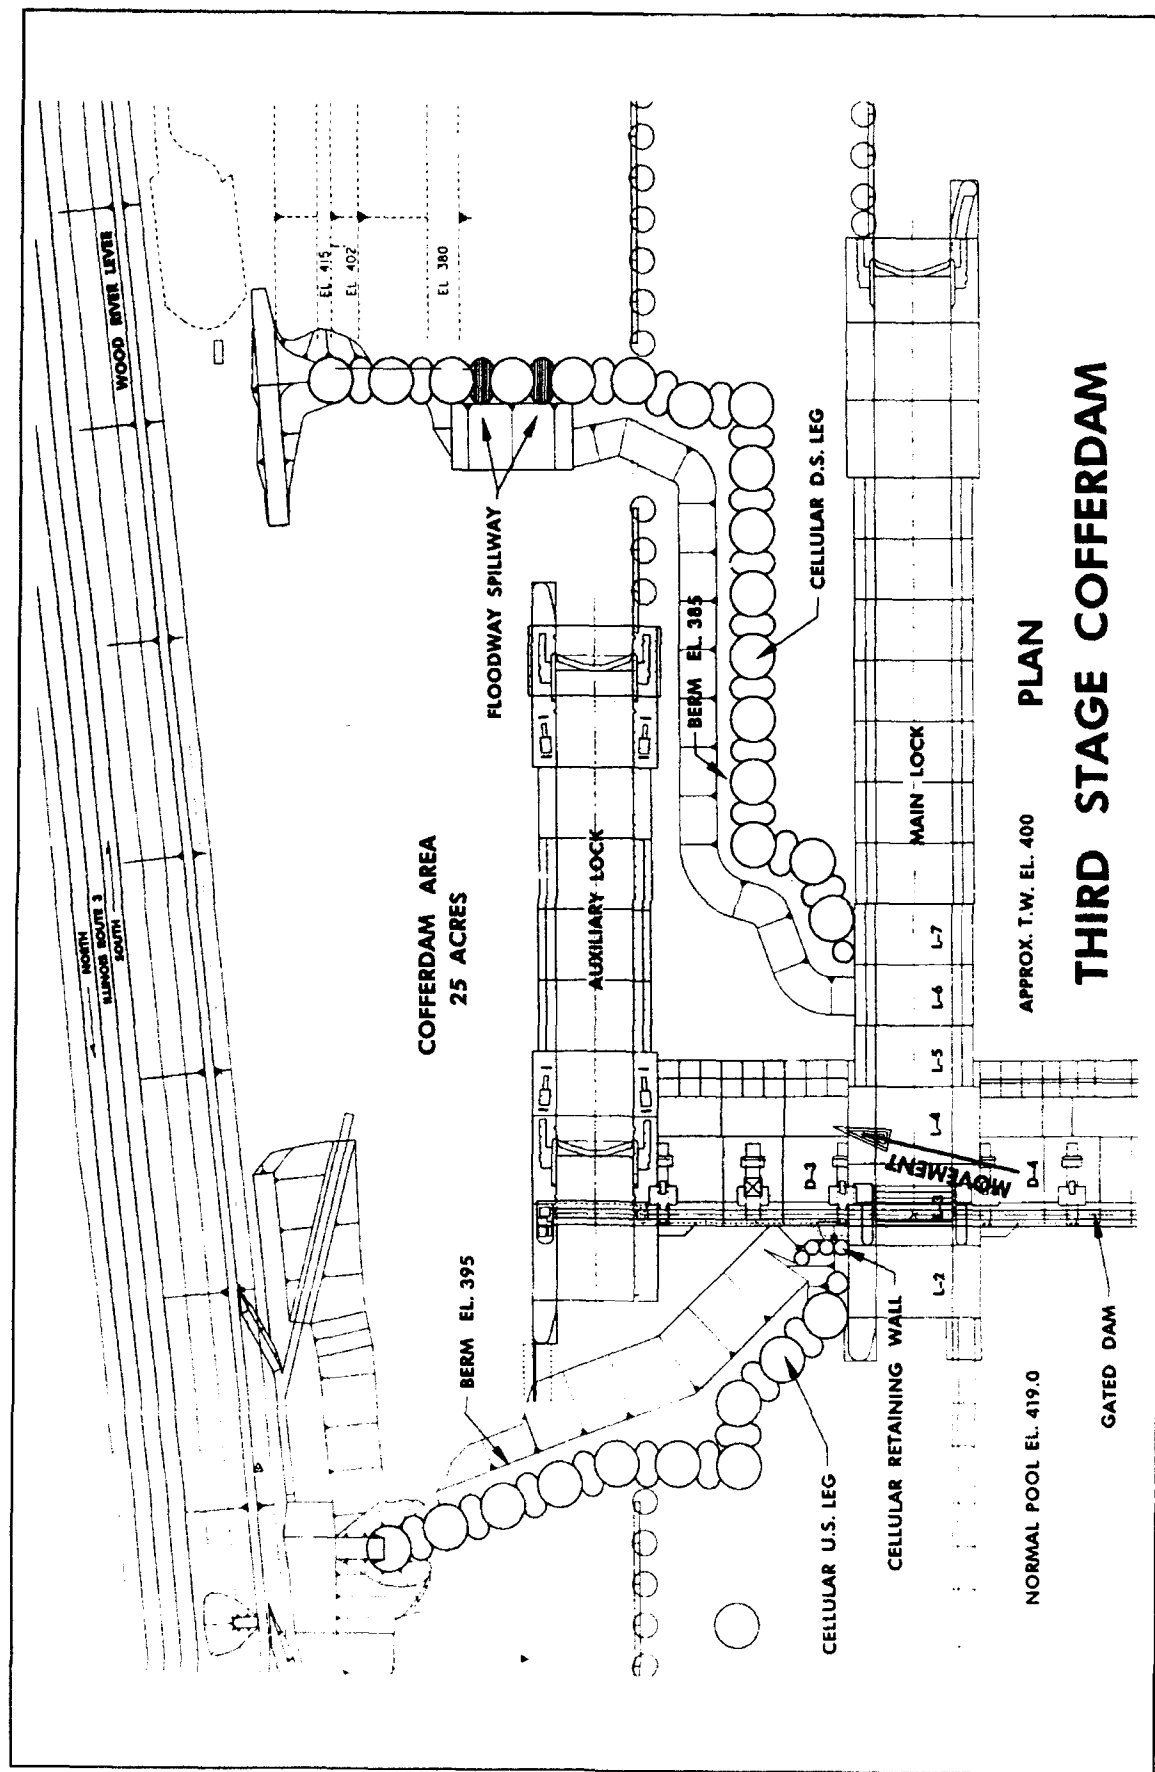 WOOD RIVER LEVEE
NORTH
ILLINOIS ROUTE 3
SOUTH
EL 415
EL 402
EL 380
COFFERDAM AREA
25 ACRES
FLOODWAY SPILLWAY
AUXILIARY LOCK
BERM EL. 395
BERM EL. 385
CELLULAR D.S. LEG
CELLULAR U.S. LEG
CELLULAR RETAINING WALL
MAIN LOCK
L-2
L-3
L-4
L-5
L-6
L-7
D-3
D-4
MOVEMENT
NORMAL POOL EL. 419.0
GATED DAM
APPROX. T.W. EL. 400
PLAN
THIRD STAGE COFFERDAM